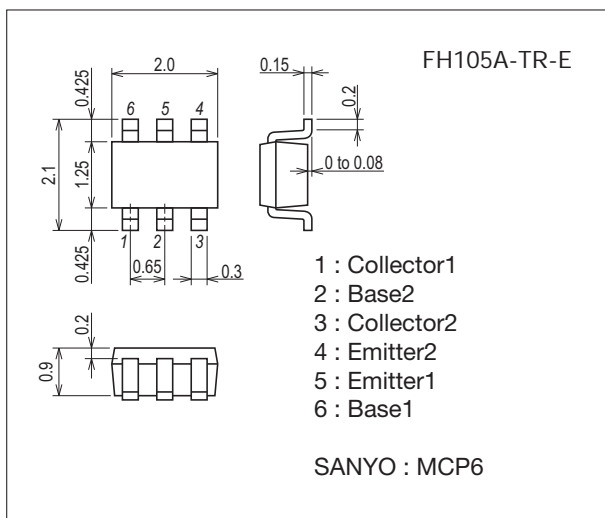 FH105A-TR-E
2.0
0.15
0.425
6
5
4
0.2
2.1
1.25
0 to 0.08
0.425
1
2
3
0.65
0.3
0.2
0.9
1 : Collector1
2 : Base2
3 : Collector2
4 : Emitter2
5 : Emitter1
6 : Base1
SANYO : MCP6